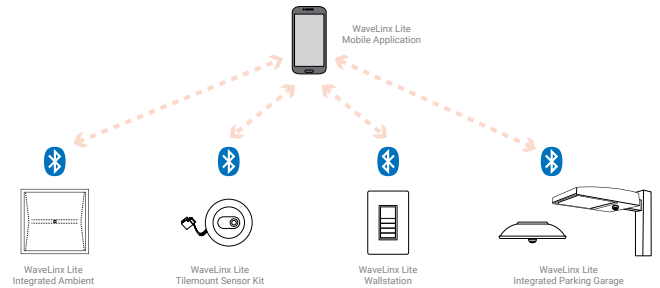 WaveLinx Lite
Mobile Application
WaveLinx Lite
Integrated Ambient
WaveLinx Lite
Tilemount Sensor Kit
WaveLinx Lite
Wallstation
WaveLinx Lite
Integrated Parking Garage